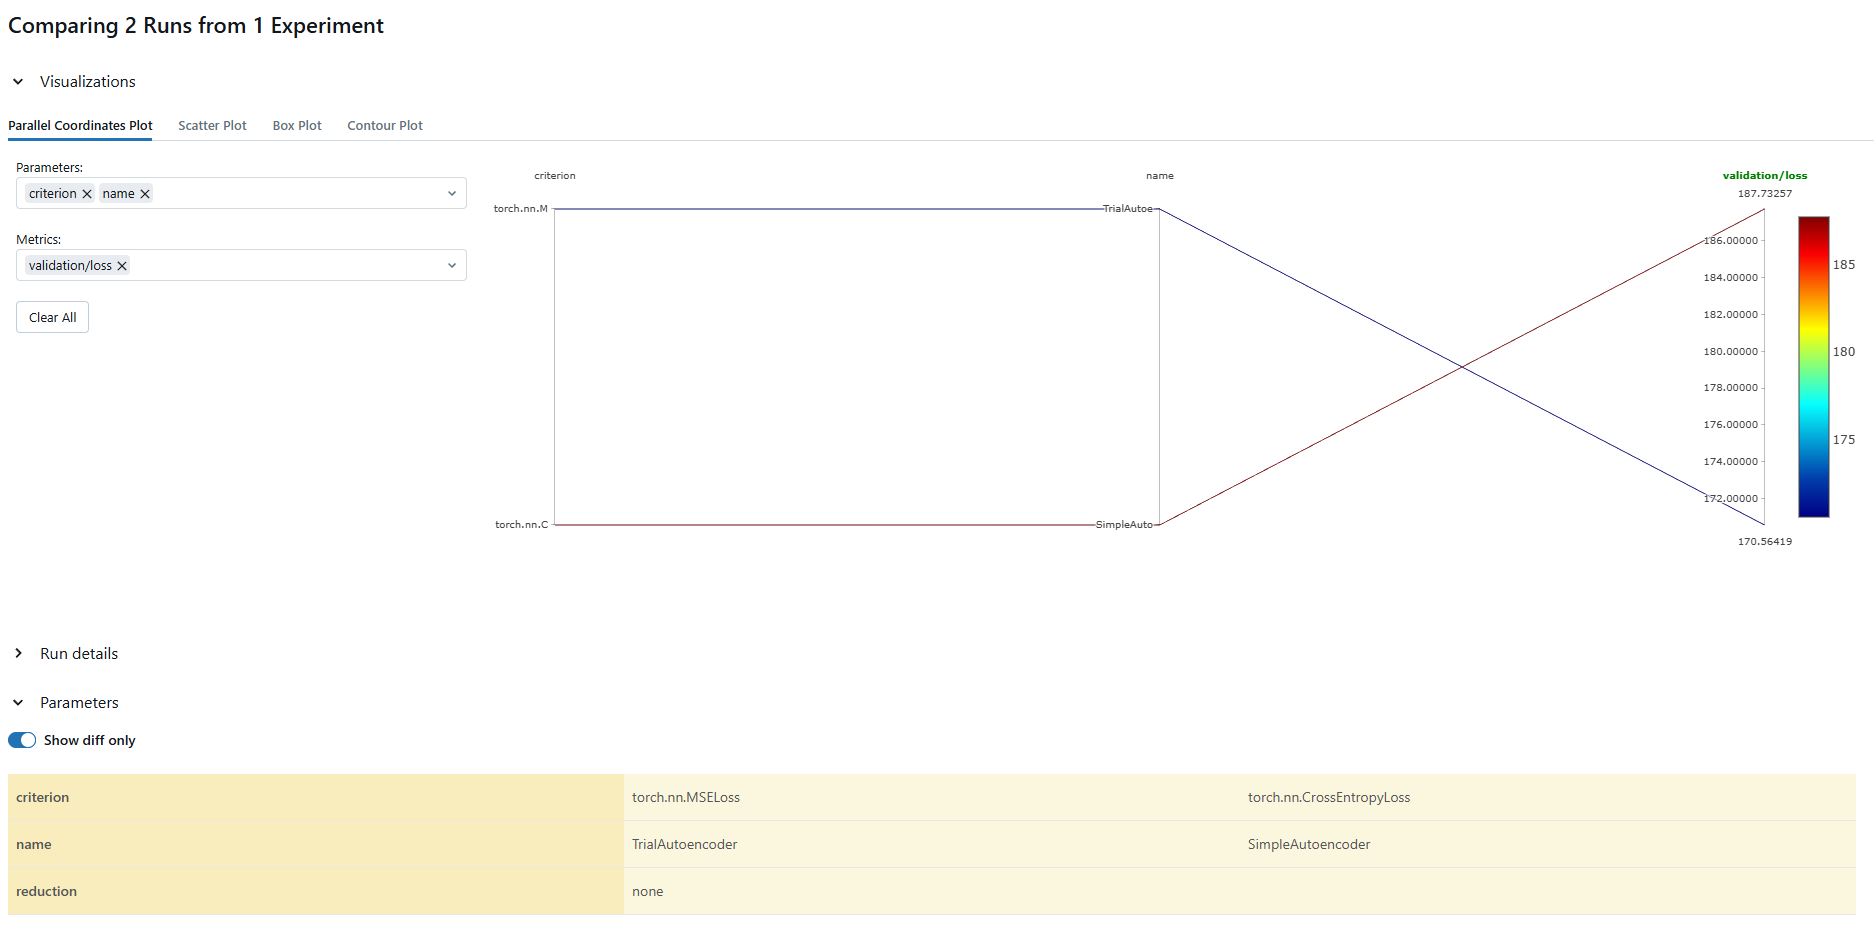 Comparing 2 Runs from 1 Experiment
Visualizations
Parallel Coordinates Plot Scatter Plot Box Plot Contour Plot
Parameters:
criterion name
Metrics:
validation/loss
Clear All
criterion name validation/loss
187.73257
torch.nn.M TrialAutoe
186.00000
184.00000
182.00000
180.00000
178.00000
176.00000
174.00000
172.00000
torch.nn.C SimpleAuto
170.56419
185
180
175
Run details
Parameters
Show diff only
criterion torch.nn.MSELoss torch.nn.CrossEntropyLoss
name TrialAutoencoder SimpleAutoencoder
reduction none